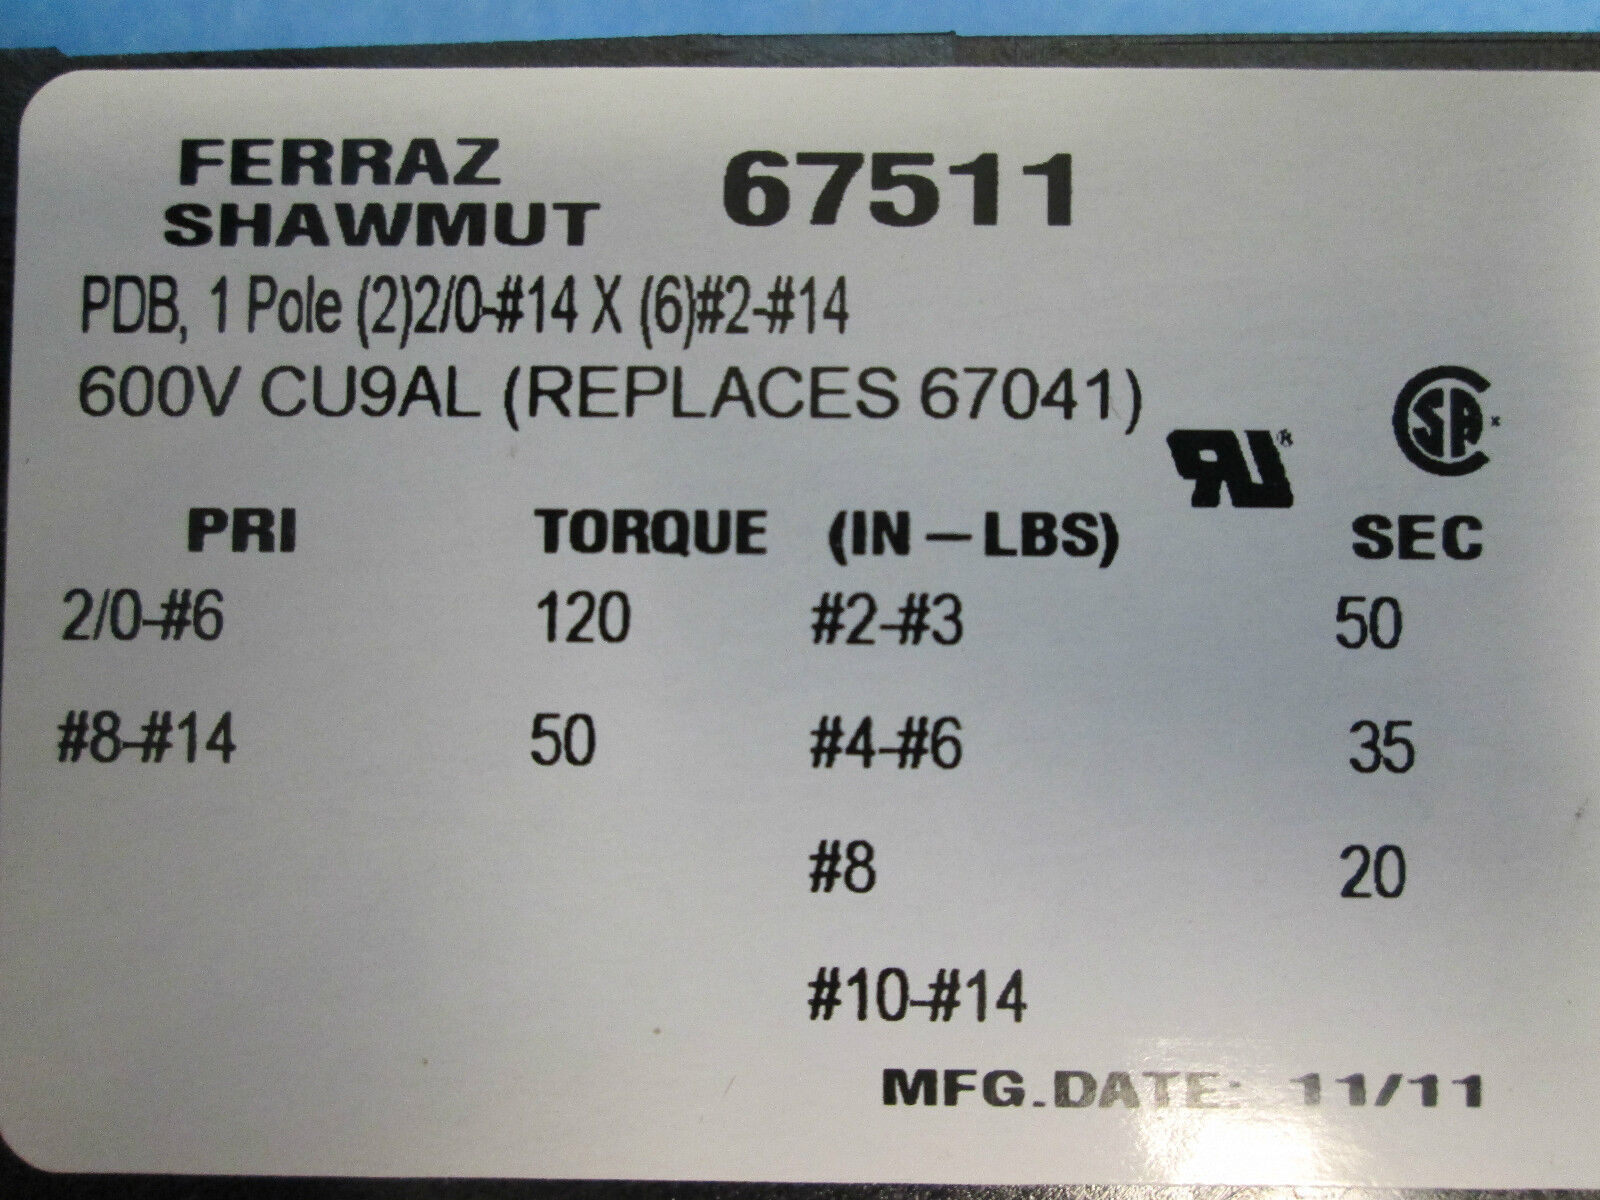 FERRAZ
SHAWMUT
67511
PDB, 1 Pole (2)2/0-#14 X (6)#2-#14
600V CU9AL (REPLACES 67041)
RU®
CSA
PRI TORQUE (IN-LBS) SEC
2/0-#6 120 #2-#3 50
#8-#14 50 #4-#6 35
#8 20
#10-#14
MFG.DATE: 11/11